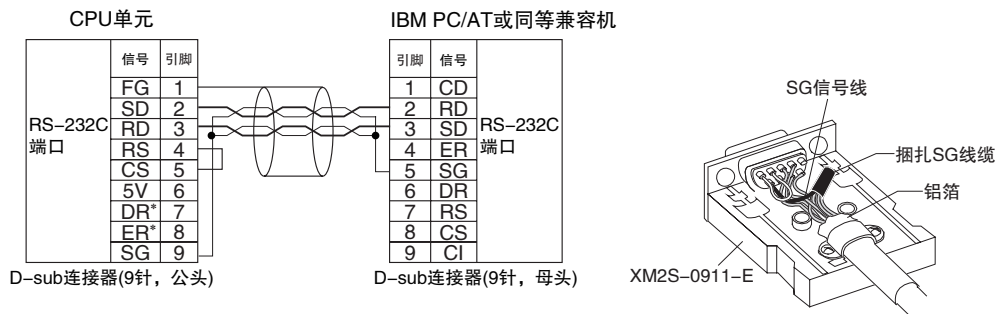 CPU单元
IBM PC/AT或同等兼容机
信号 引脚
FG 1
SD 2
RD 3
RS 4
CS 5
5V 6
DR* 7
ER* 8
SG 9
RS-232C
端口
引脚 信号
1 CD
2 RD
3 SD
4 ER
5 SG
6 DR
7 RS
8 CS
9 CI
RS-232C
端口
D-sub连接器(9针，公头)
D-sub连接器(9针，母头)
SG信号线
捆扎SG线缆
铝箔
XM2S-0911-E